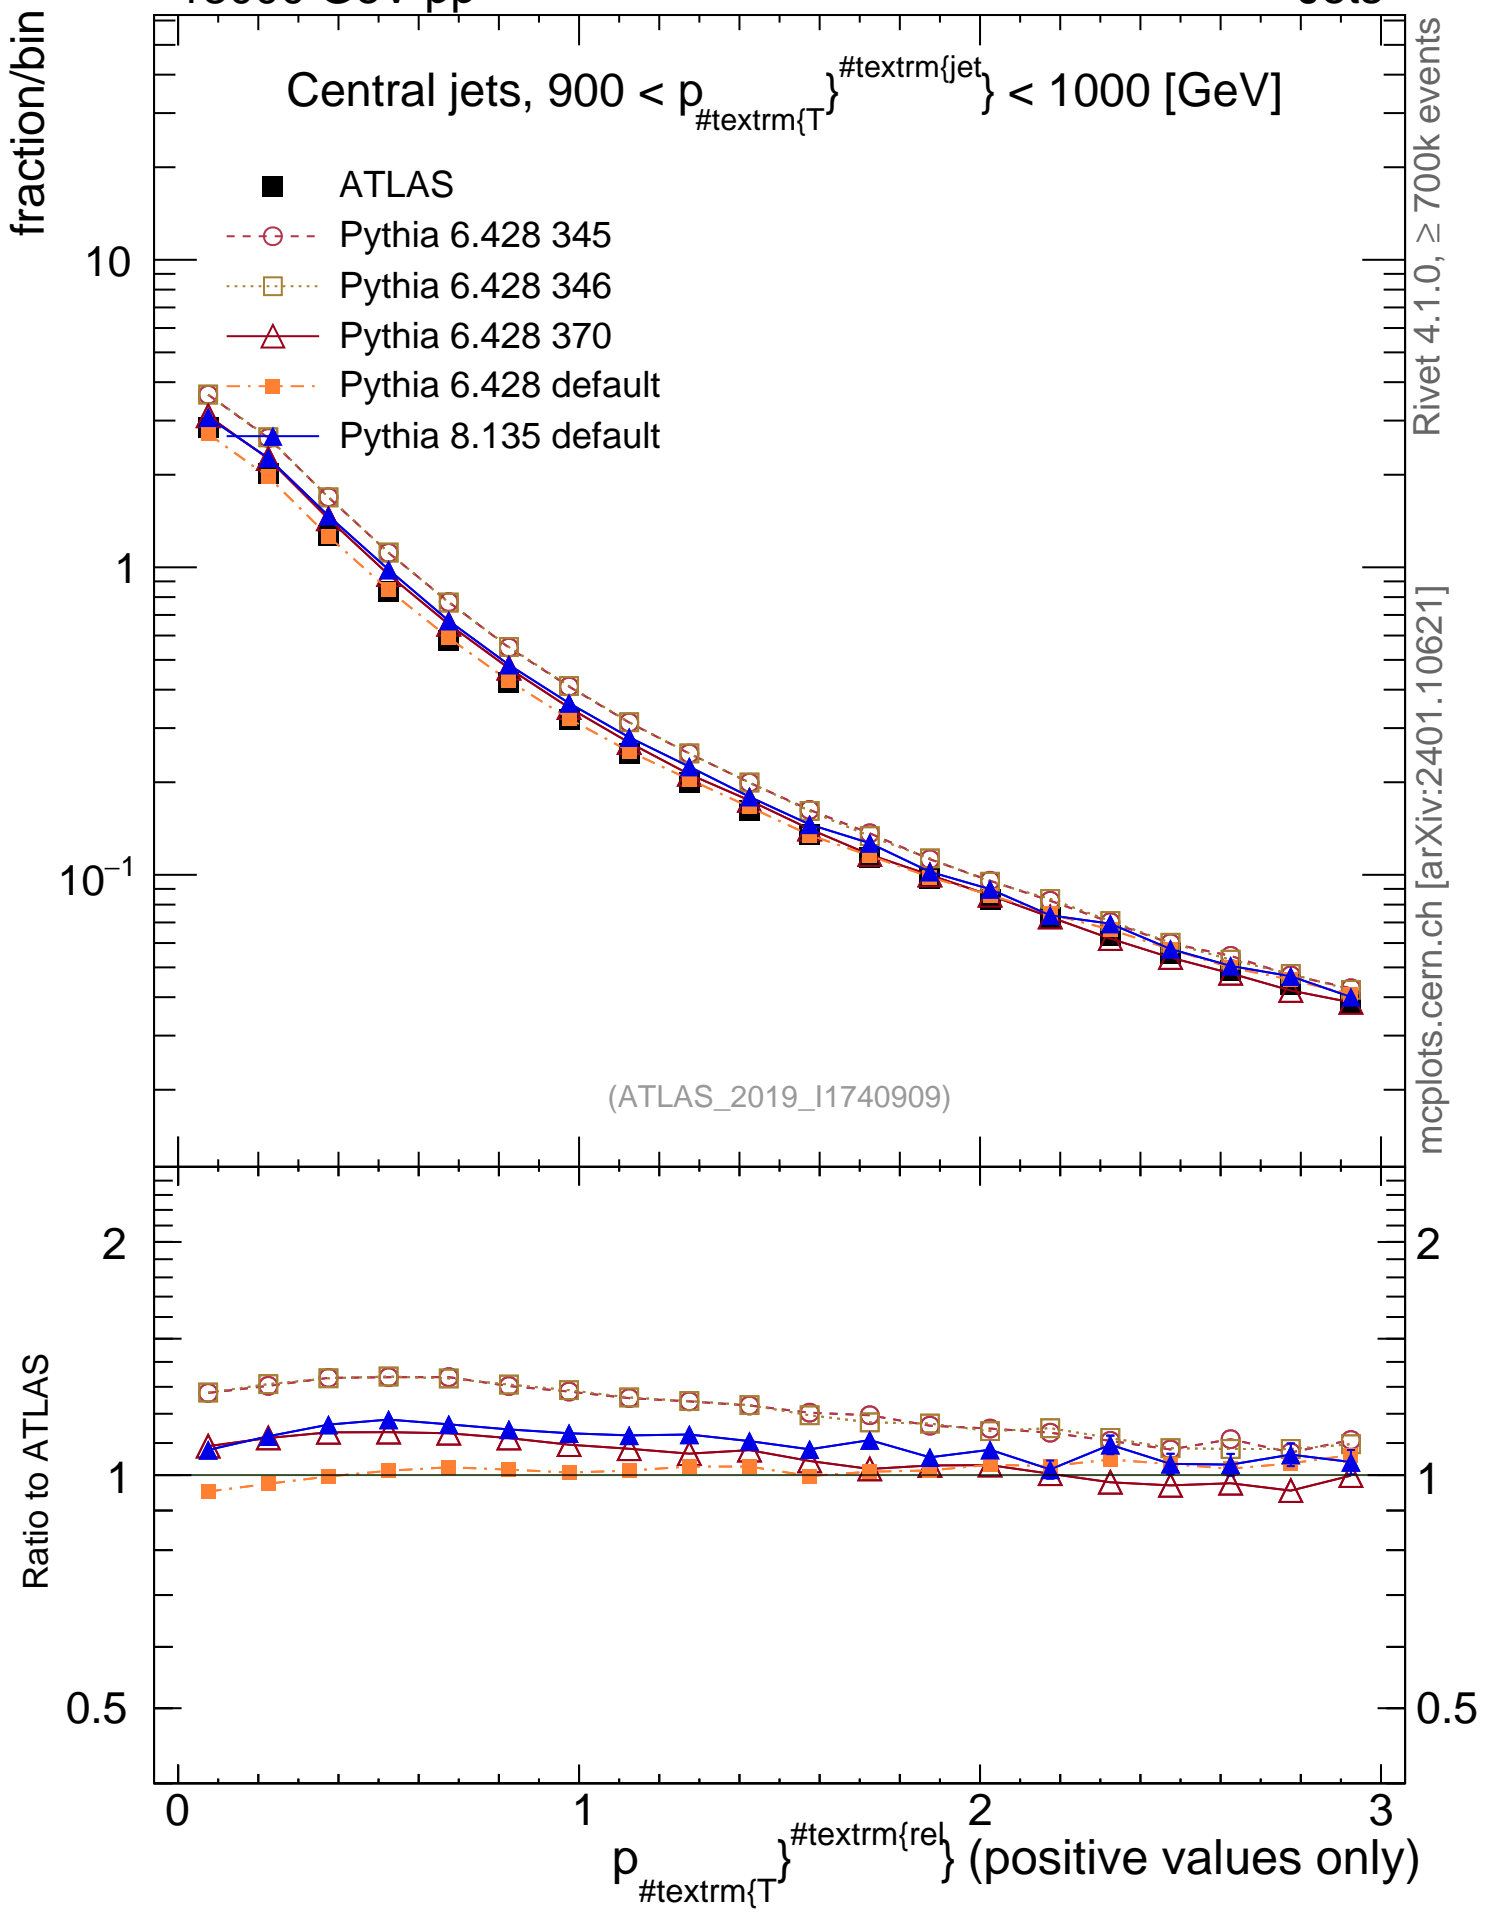 fraction/bin
Central jets, 900 < p_#textrm{T}^#textrm{jet} < 1000 [GeV]
ATLAS
Pythia 6.428 345
Pythia 6.428 346
Pythia 6.428 370
Pythia 6.428 default
Pythia 8.135 default
10
1
10⁻¹
(ATLAS_2019_I1740909)
Rivet 4.1.0, ≥ 700k events
mcplots.cern.ch [arXiv:2401.10621]
Ratio to ATLAS
2
1
0.5
2
1
0.5
0 1 2 3
p_#textrm{T}^#textrm{rel} (positive values only)